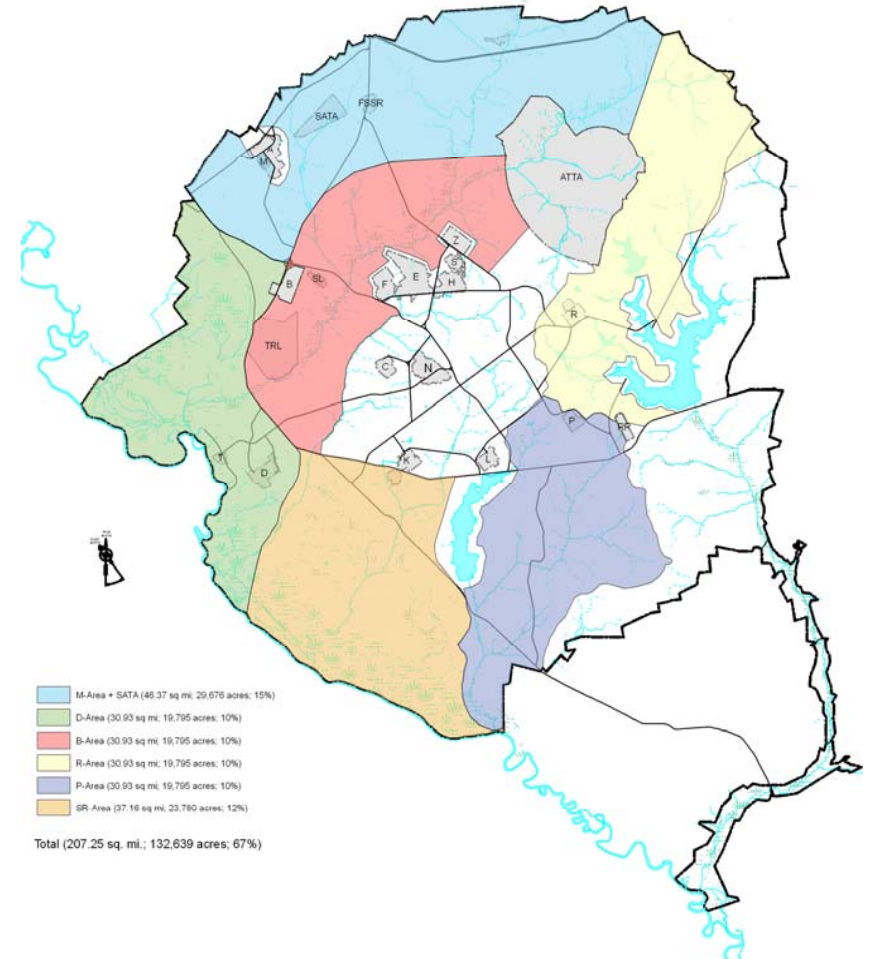 FSSR
SATA
A
M
ATTA
Z
S
E
H
F
B
SL
R
TRL
C
N
P
RR
K
L
T
D
M-Area + SATA (46.37 sq mi; 29,676 acres; 15%)
D-Area (30.93 sq mi; 19,795 acres; 10%)
B-Area (30.93 sq mi; 19,795 acres; 10%)
R-Area (30.93 sq mi; 19,795 acres; 10%)
P-Area (30.93 sq mi; 19,795 acres; 10%)
SR-Area (37.16 sq mi; 23,780 acres; 12%)
Total (207.25 sq. mi.; 132,639 acres; 67%)